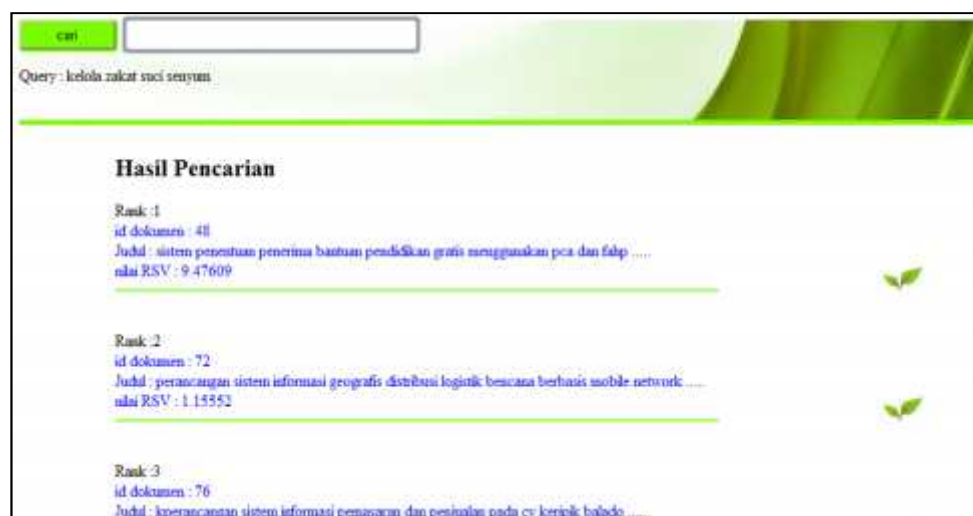 cari
Query : kelola zakat suci senyum
Hasil Pencarian
Rank :1
id dokumen : 48
Judul : sistem penentuan penerima bantuan pendidikan gratis menggunakan pca dan fahp .....
nilai RSV : 9.47609
Rank :2
id dokumen : 72
Judul : perancangan sistem informasi geografis distribusi logistik bencana berbasis mobile network .....
nilai RSV : 1.15552
Rank :3
id dokumen : 76
Judul : kperancangan sistem informasi pemasaran dan penjualan pada cv keripik balado .....